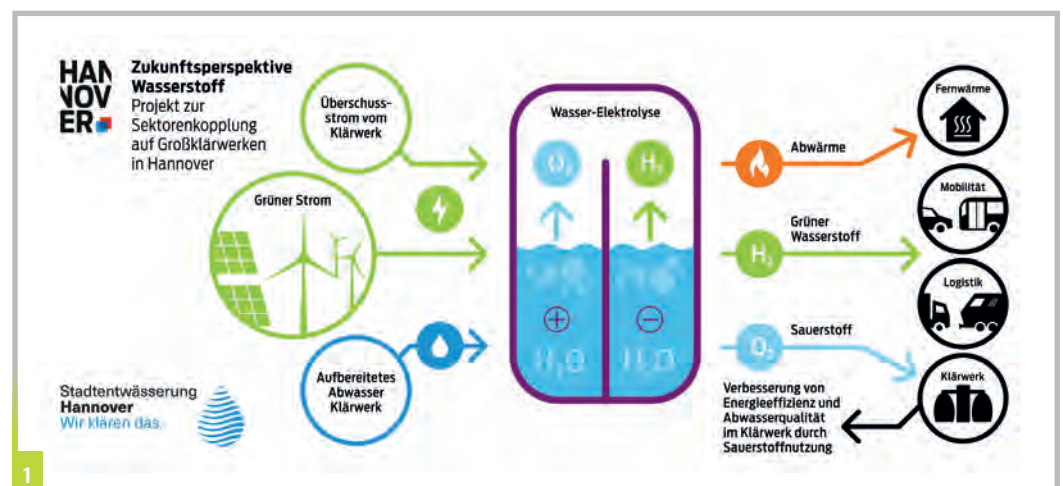 HAN
NOV
ER
Zukunftsperspektive
Wasserstoff
Projekt zur
Sektorenkopplung
auf Großklärwerken
in Hannover
Überschuss-
strom vom
Klärwerk
Grüner Strom
Aufbereitetes
Abwasser
Klärwerk
Stadtentwässerung
Hannover
Wir klären das.
Wasser-Elektrolyse
O₂
H₂
+
−
H₂O
H₂O
Abwärme
Grüner
Wasserstoff
H₂
Sauerstoff
O₂
Verbesserung von
Energieeffizienz und
Abwasserqualität
im Klärwerk durch
Sauerstoffnutzung
Fernwärme
Mobilität
Logistik
Klärwerk
1